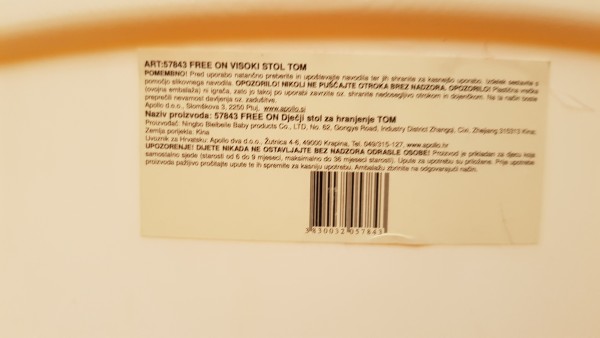 ART:57843 FREE ON VISOKI STOL TOM
POMEMBNO! Pred uporabo natančno preberite in upoštevajte navodila ter jih shranite za kasnejšo uporabo. Izdelek sestavite s
pomočjo slikovnega navodila. OPOZORILO! NIKOLI NE PUŠČAJTE OTROKA BREZ NADZORA. OPOZORILO! Plastična vrečka
(ovojna embalaža) ni igrača, zato jo takoj po uporabi zavrzite oz. shranite nedosegljivo otrokom in dojenčkom. Na ta način boste
preprečili nevarnost davljenja oz. zadušitve.
Apollo d.o.o., Slomškova 3, 2250 Ptuj, www.apollo.si
Naziv proizvoda: 57843 FREE ON Dječji stol za hranjenje TOM
Proizvođač: Ningbo Bleibeile Baby products Co., LTD, No. 62, Gongye Road, Industry District Zhangqi, Cixi, Zhejiang 315313 Kina;
Zemlja porijekla: Kina
Uvoznik za Hrvatsku: Apollo dva d.o.o., Žutnica 4-6, 49000 Krapina, Tel. 049/315-127, www.apollo.hr
UPOZORENJE! DIJETE NIKADA NE OSTAVLJAJTE BEZ NADZORA ODRASLE OSOBE! Proizvod je prikladan za djecu koja
samostalno sjede (starosti od 6 do 9 mjeseci, maksimalno do 36 mjeseci starosti). Upute za upotrebu su priložene. Prije upotrebe
proizvoda pažljivo pročitajte upute te ih spremite za kasniju upotrebu. Ambalažu zbrinite na odgovarajući način.
3 830032 057843